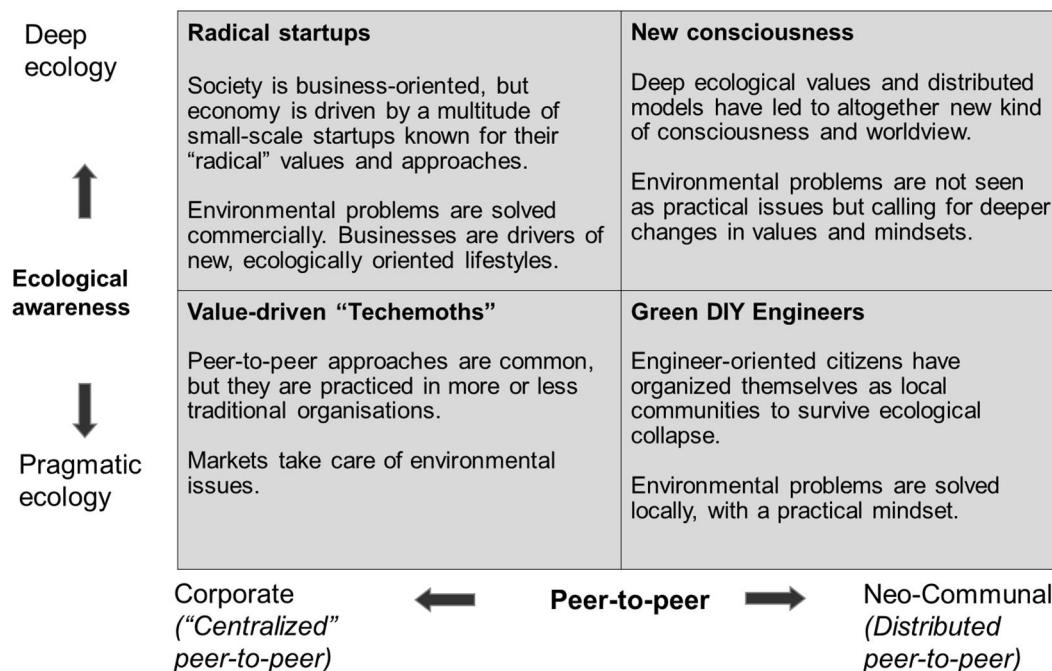 Deep
ecology
Ecological
awareness
Pragmatic
ecology
Radical startups
Society is business-oriented, but
economy is driven by a multitude of
small-scale startups known for their
“radical” values and approaches.
Environmental problems are solved
commercially. Businesses are drivers of
new, ecologically oriented lifestyles.
New consciousness
Deep ecological values and distributed
models have led to altogether new kind
of consciousness and worldview.
Environmental problems are not seen
as practical issues but calling for deeper
changes in values and mindsets.
Value-driven “Techemoths”
Peer-to-peer approaches are common,
but they are practiced in more or less
traditional organisations.
Markets take care of environmental
issues.
Green DIY Engineers
Engineer-oriented citizens have
organized themselves as local
communities to survive ecological
collapse.
Environmental problems are solved
locally, with a practical mindset.
Corporate
(“Centralized”
peer-to-peer)
Peer-to-peer
Neo-Communal
(Distributed
peer-to-peer)